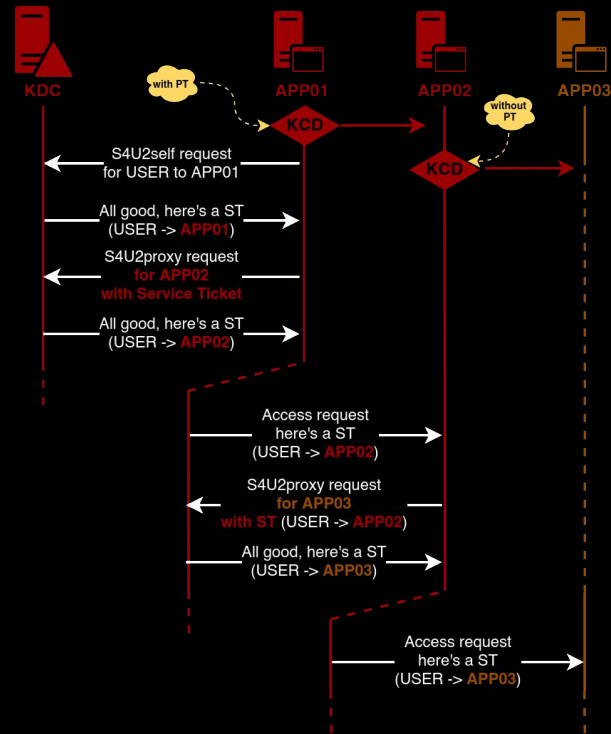 KDC
with PT
APP01
APP02
APP03
without
PT
KCD
KCD
S4U2self request
for USER to APP01
All good, here's a ST
(USER -> APP01)
S4U2proxy request
for APP02
with Service Ticket
All good, here's a ST
(USER -> APP02)
Access request
here's a ST
(USER -> APP02)
S4U2proxy request
for APP03
with ST (USER -> APP02)
All good, here's a ST
(USER -> APP03)
Access request
here's a ST
(USER -> APP03)